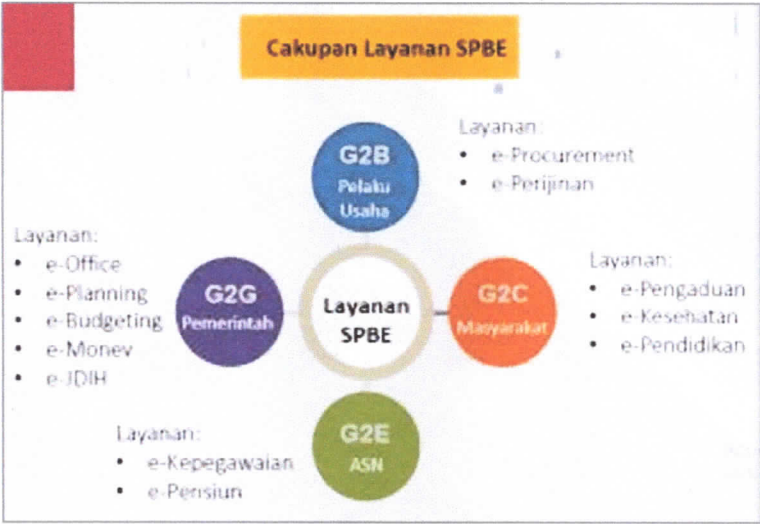 Cakupan Layanan SPBE
G2B
Pelaku
Usaha
Layanan:
• e-Procurement
• e-Perijinan
Layanan:
• e-Office
• e-Planning
• e-Budgeting
• e-Monev
• e-JDIH
G2G
Pemerintah
Layanan
SPBE
G2C
Masyarakat
Layanan:
• e-Pengaduan
• e-Kesehatan
• e-Pendidikan
G2E
ASN
Layanan:
• e-Kepegawaian
• e-Pensiun